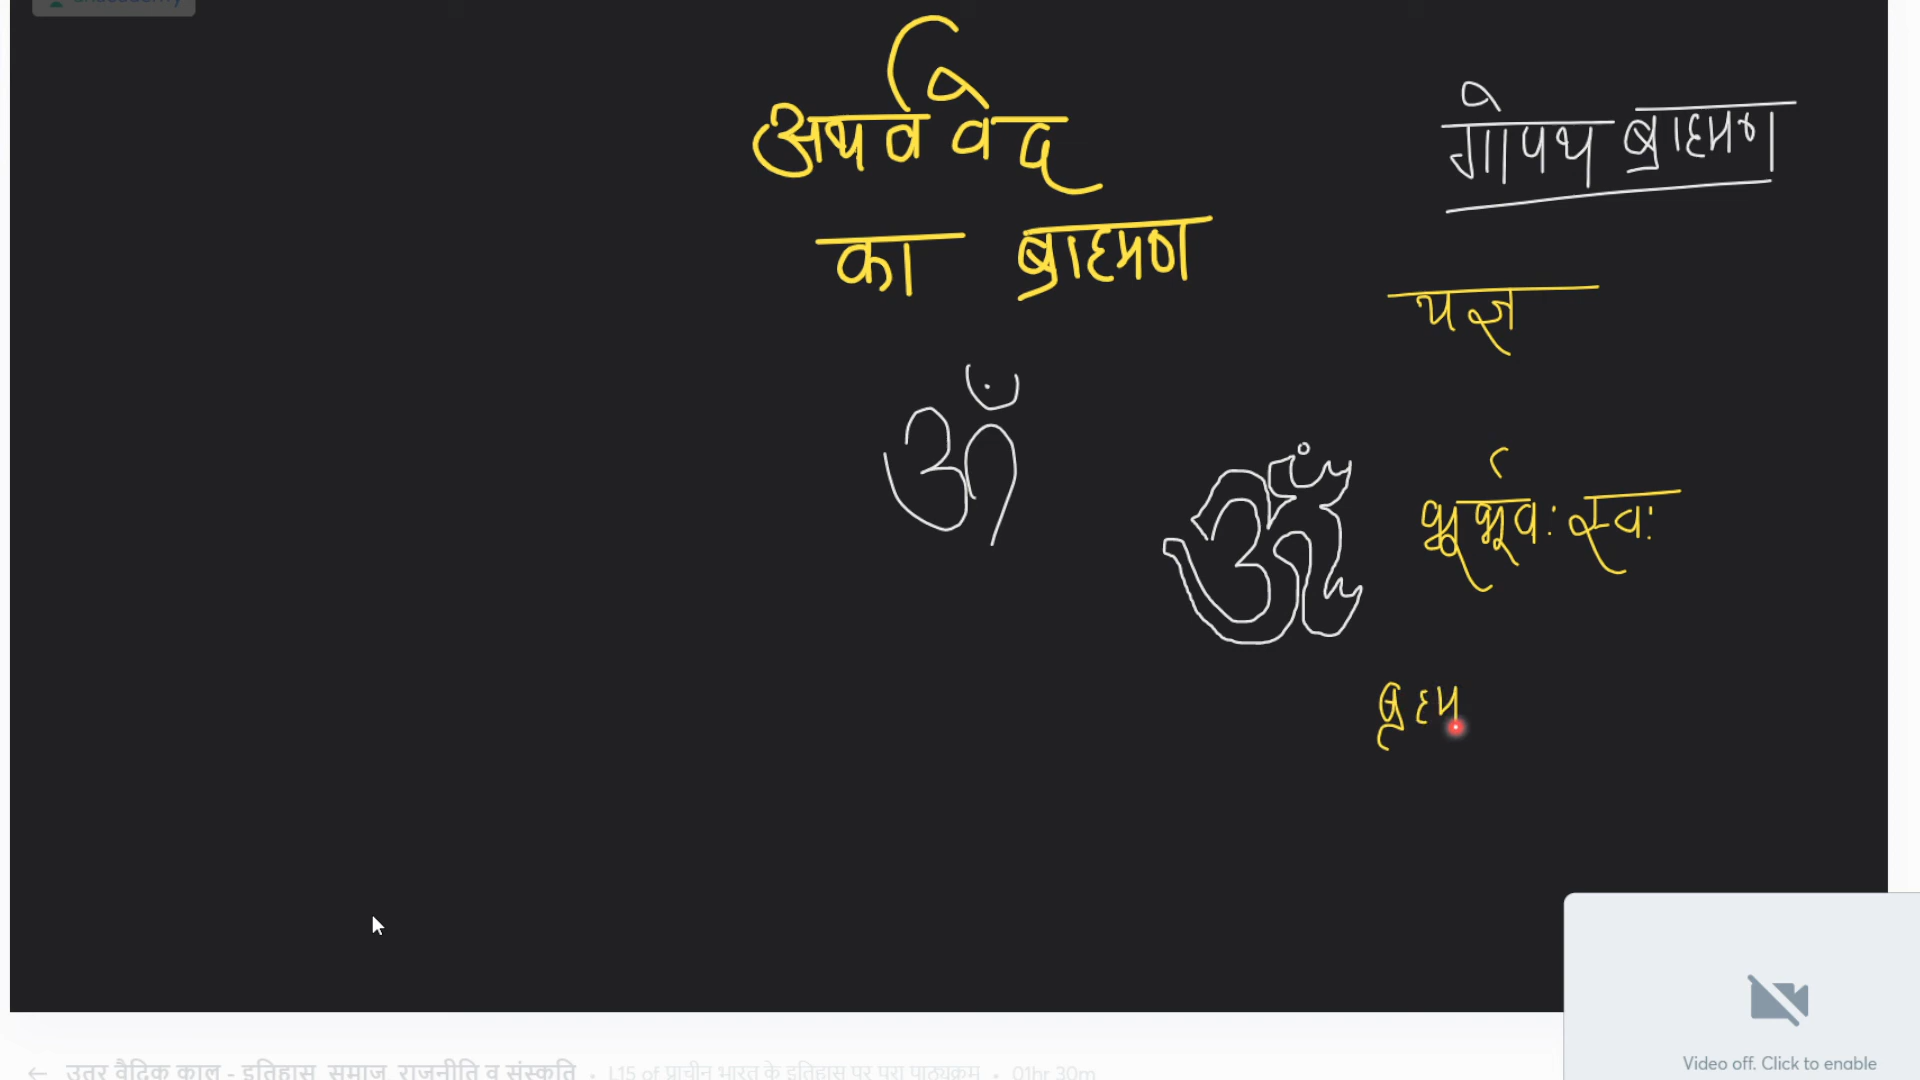 अथर्ववेद
का ब्राह्मण
गोपथ ब्राह्मण
यज्ञ
ॐ
ॐ
भूर्भुवः स्वः
ब्रह्म
← उत्तर वैदिक काल - इतिहास, समाज, राजनीति व संस्कृति • L15 of प्राचीन भारत के इतिहास पर पूरा पाठ्यक्रम • 01hr 30m
Video off. Click to enable